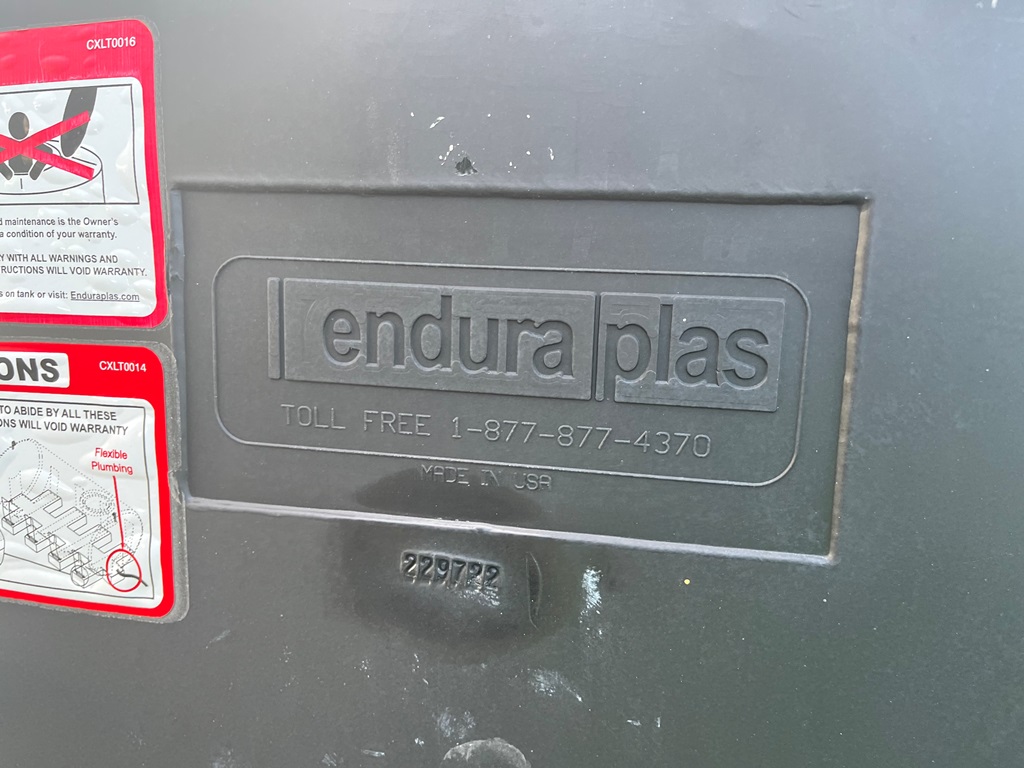 CXLT0016
d maintenance is the Owner's
a condition of your warranty.
Y WITH ALL WARNINGS AND
TRUCTIONS WILL VOID WARRANTY.
s on tank or visit: Enduraplas.com
ONS
CXLT0014
TO ABIDE BY ALL THESE
ONS WILL VOID WARRANTY
Flexible
Plumbing
endura plas
TOLL FREE 1-877-877-4370
MADE IN USA
229722